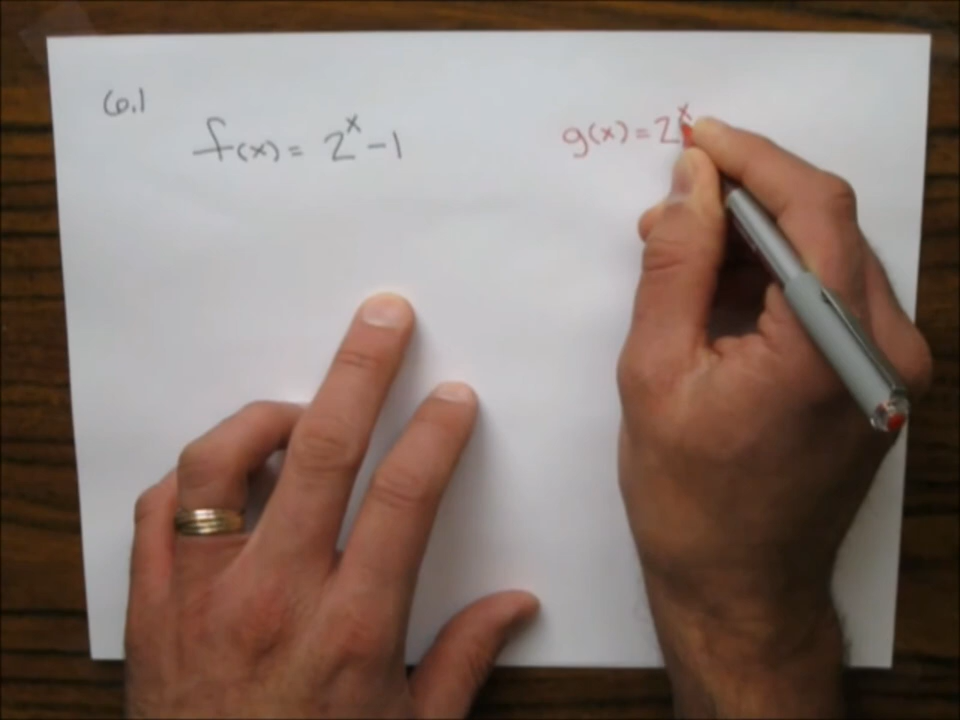 6.1
f(x) = 2^x - 1
g(x) = 2^x